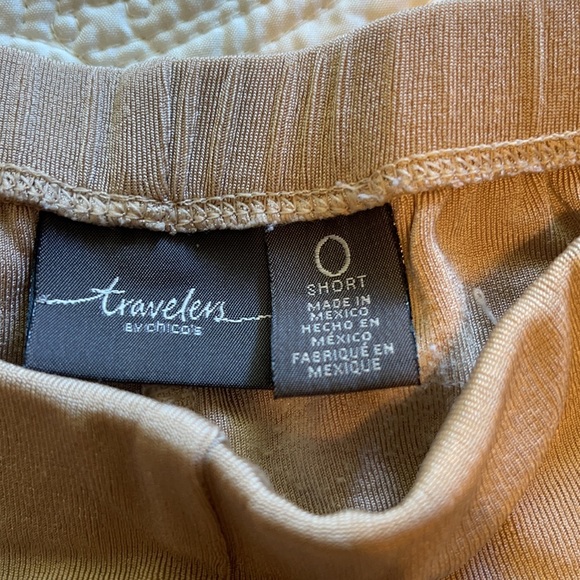 travelers
BY CHICO'S
0
SHORT
MADE IN
MEXICO
HECHO EN
MÉXICO
FABRIQUÉ EN
MEXIQUE